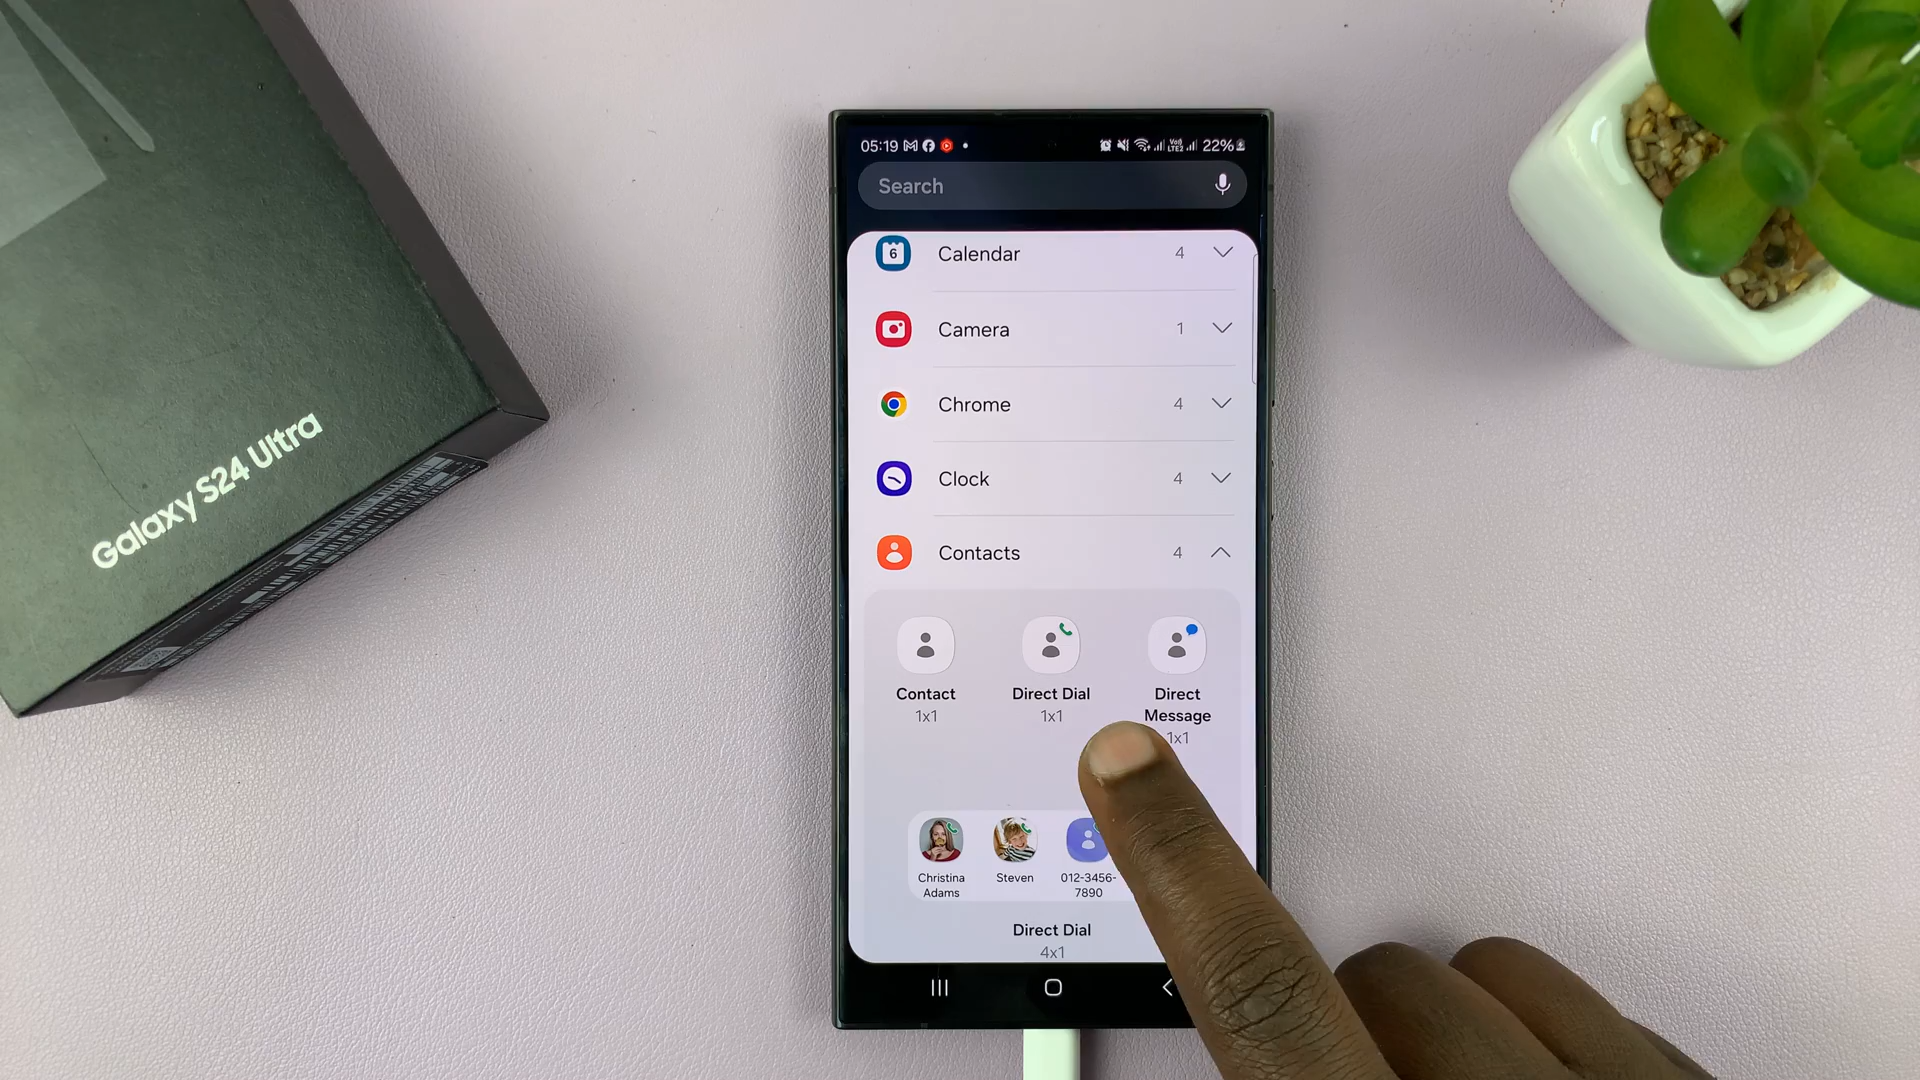 Galaxy S24 Ultra
05:19
22%
Search
Calendar 4
Camera 1
Chrome 4
Clock 4
Contacts 4
Contact
1x1
Direct Dial
1x1
Direct
Message
1x1
Christina
Adams
Steven
012-3456-
7890
Direct Dial
4x1